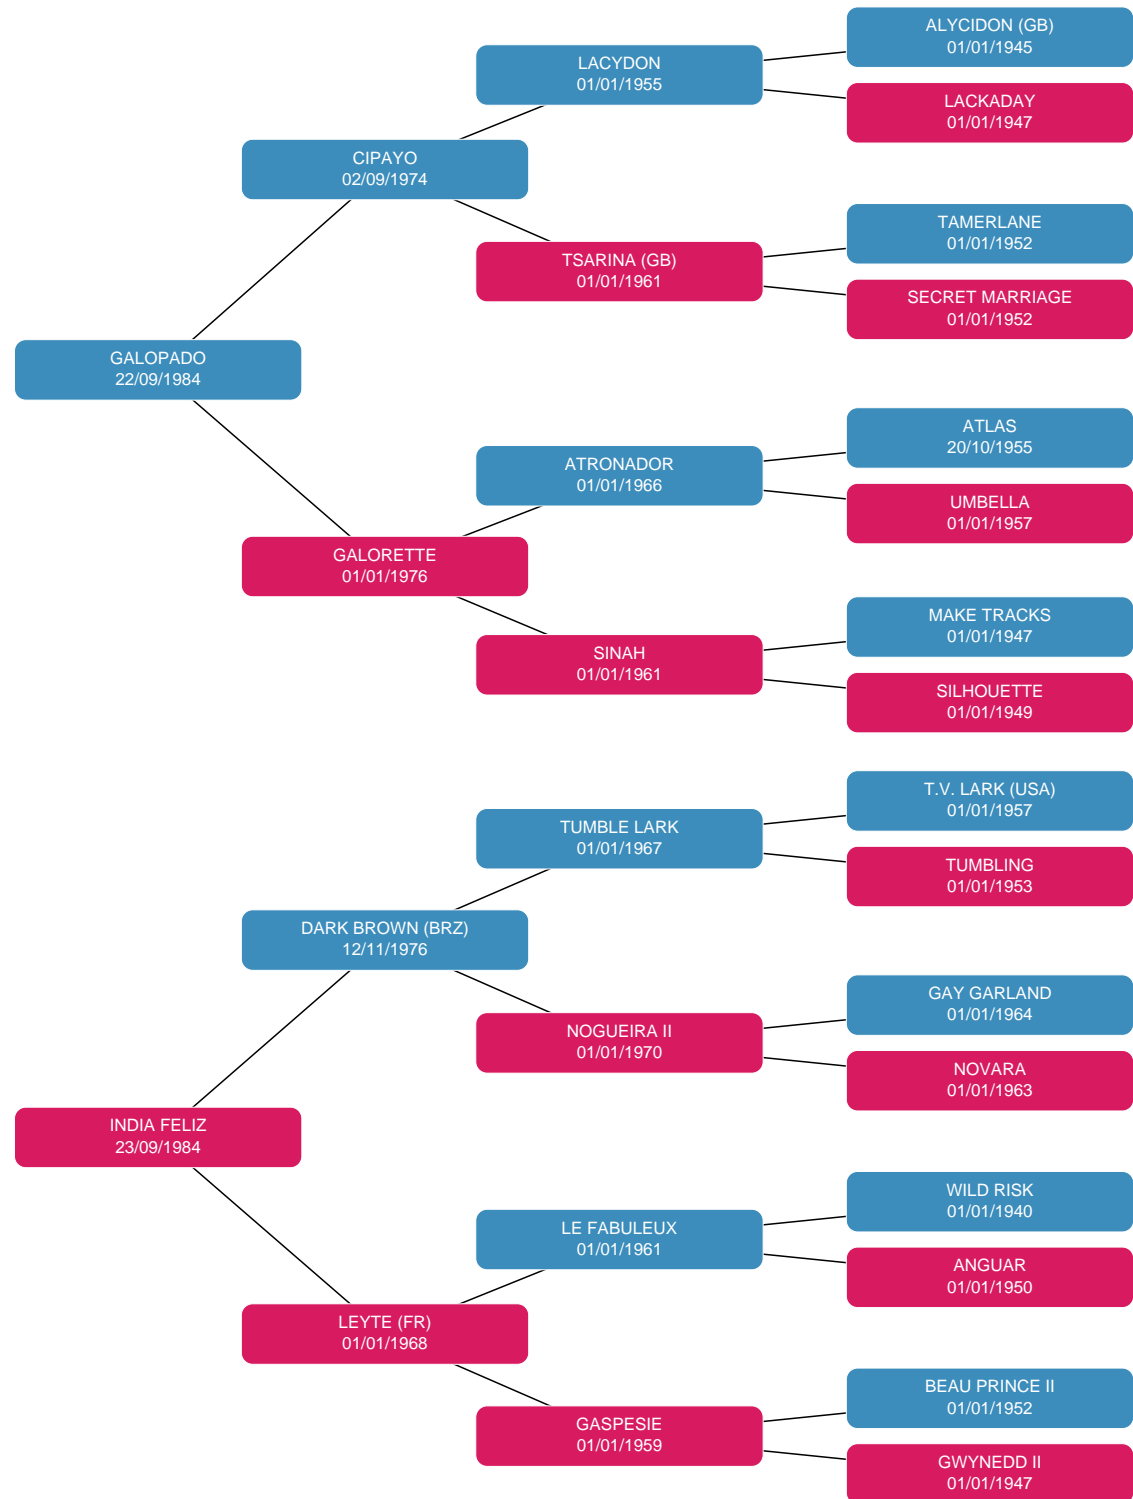 ALYCIDON (GB)
01/01/1945
LACYDON
01/01/1955
LACKADAY
01/01/1947
CIPAYO
02/09/1974
TAMERLANE
01/01/1952
TSARINA (GB)
01/01/1961
SECRET MARRIAGE
01/01/1952
GALOPADO
22/09/1984
ATLAS
20/10/1955
ATRONADOR
01/01/1966
UMBELLA
01/01/1957
GALORETTE
01/01/1976
MAKE TRACKS
01/01/1947
SINAH
01/01/1961
SILHOUETTE
01/01/1949
T.V. LARK (USA)
01/01/1957
TUMBLE LARK
01/01/1967
TUMBLING
01/01/1953
DARK BROWN (BRZ)
12/11/1976
GAY GARLAND
01/01/1964
NOGUEIRA II
01/01/1970
NOVARA
01/01/1963
INDIA FELIZ
23/09/1984
WILD RISK
01/01/1940
LE FABULEUX
01/01/1961
ANGUAR
01/01/1950
LEYTE (FR)
01/01/1968
BEAU PRINCE II
01/01/1952
GASPESIE
01/01/1959
GWYNEDD II
01/01/1947